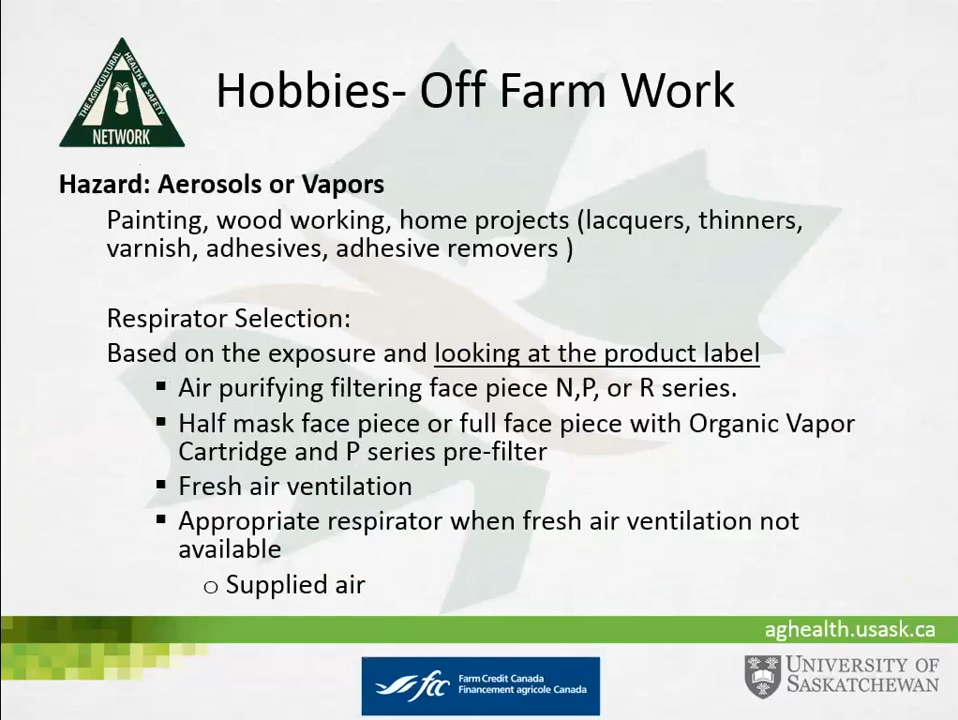 THE AGRICULTURAL HEALTH & SAFETY
NETWORK
Hobbies- Off Farm Work
Hazard: Aerosols or Vapors
Painting, wood working, home projects (lacquers, thinners,
varnish, adhesives, adhesive removers )
Respirator Selection:
Based on the exposure and looking at the product label
▪ Air purifying filtering face piece N,P, or R series.
▪ Half mask face piece or full face piece with Organic Vapor
Cartridge and P series pre-filter
▪ Fresh air ventilation
▪ Appropriate respirator when fresh air ventilation not
available
o Supplied air
aghealth.usask.ca
fcc
Farm Credit Canada
Financement agricole Canada
UNIVERSITY OF
SASKATCHEWAN